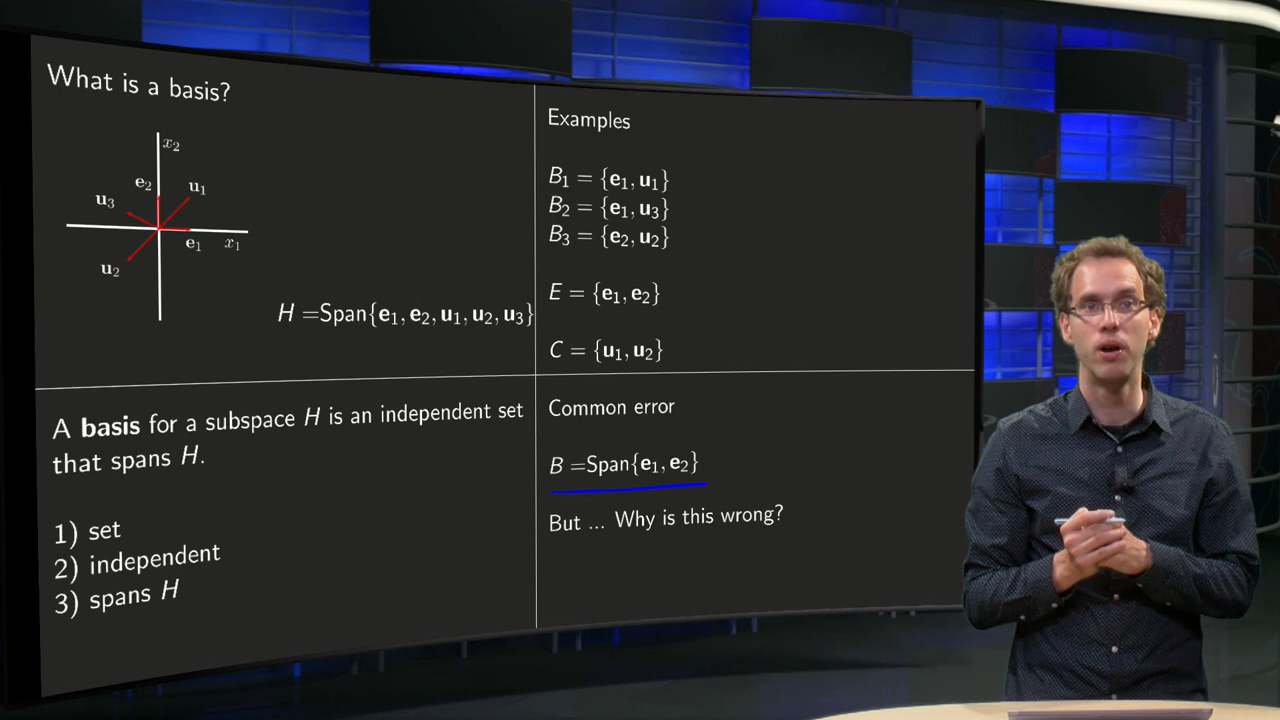 What is a basis?
x₂
e₂
u₁
u₃
e₁
x₁
u₂
H =Span{e₁, e₂, u₁, u₂, u₃}
Examples
B₁ = {e₁, u₁}
B₂ = {e₁, u₃}
B₃ = {e₂, u₂}
E = {e₁, e₂}
C = {u₁, u₂}
A basis for a subspace H is an independent set
that spans H.
1) set
2) independent
3) spans H
Common error
B =Span{e₁, e₂}
But ... Why is this wrong?